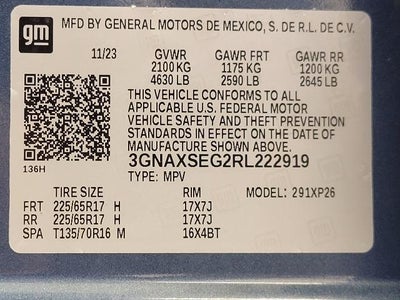 gm
MFD BY GENERAL MOTORS DE MEXICO, S. DE R.L. DE C.V.
11/23 GVWR GAWR FRT GAWR RR
2100 KG 1175 KG 1200 KG
4630 LB 2590 LB 2645 LB
THIS VEHICLE CONFORMS TO ALL
APPLICABLE U.S. FEDERAL MOTOR
VEHICLE SAFETY AND THEFT PREVENTION
STANDARDS IN EFFECT ON THE DATE OF
MANUFACTURE SHOWN ABOVE.
3GNAXSEG2RL222919
136H TYPE: MPV
TIRE SIZE RIM MODEL: 291XP26
FRT 225/65R17 H 17X7J
RR 225/65R17 H 17X7J
SPA T135/70R16 M 16X4BT